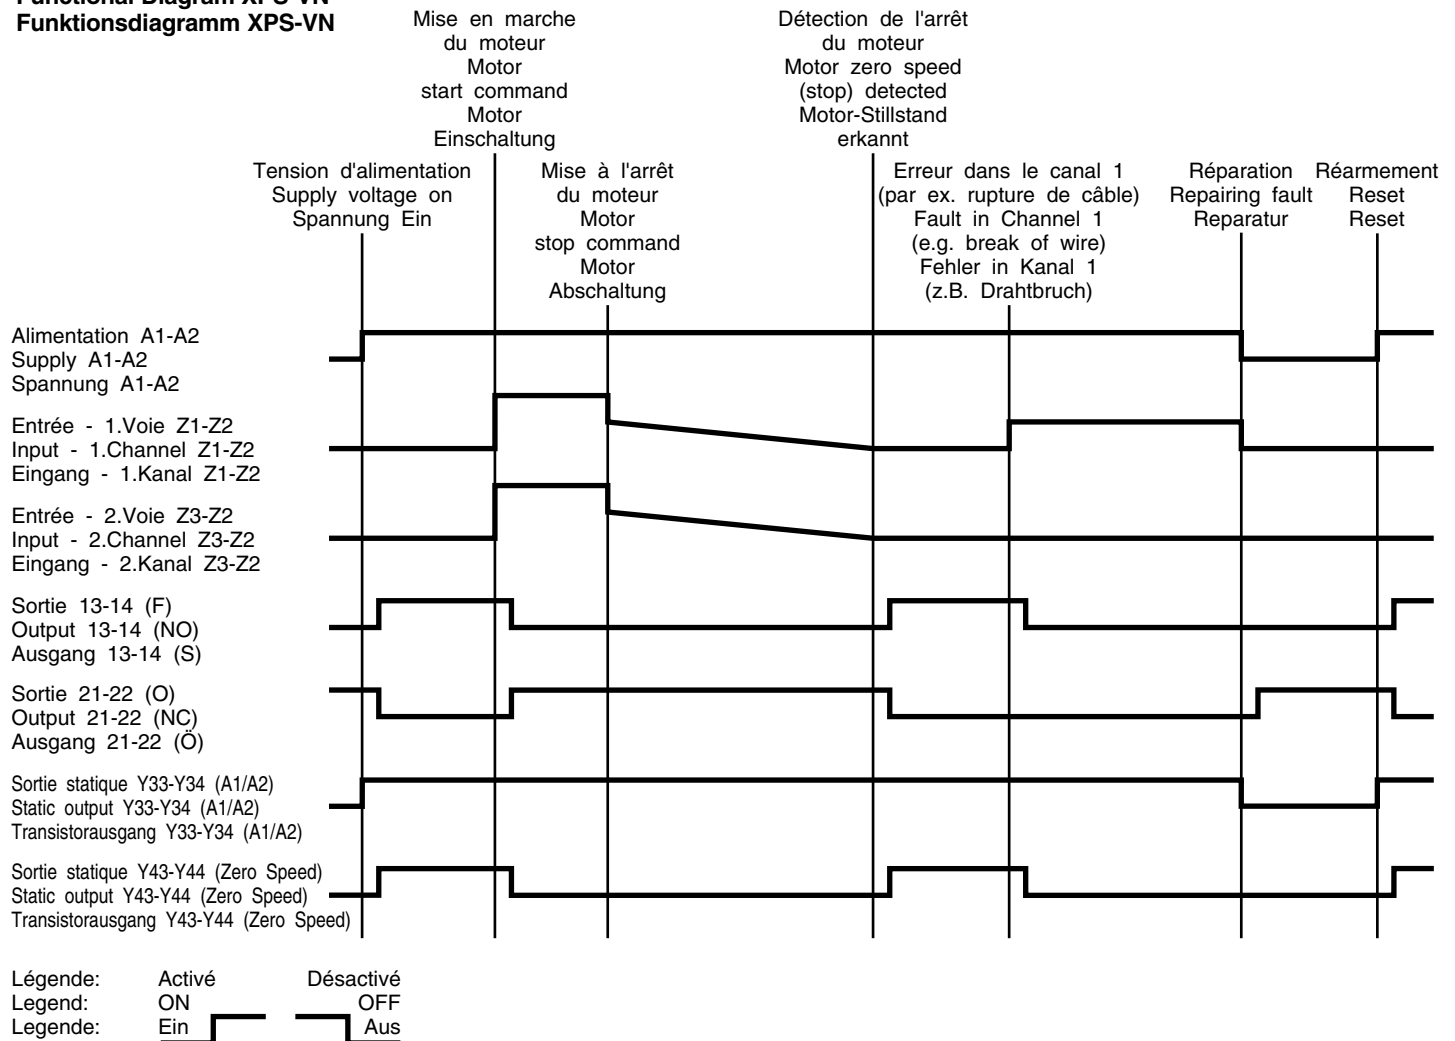 Functional Diagram XPS-VN
Funktionsdiagramm XPS-VN
Mise en marche
du moteur
Motor
start command
Motor
Einschaltung
Détection de l'arrêt
du moteur
Motor zero speed
(stop) detected
Motor-Stillstand
erkannt
Tension d'alimentation
Supply voltage on
Spannung Ein
Mise à l'arrêt
du moteur
Motor
stop command
Motor
Abschaltung
Erreur dans le canal 1
(par ex. rupture de câble)
Fault in Channel 1
(e.g. break of wire)
Fehler in Kanal 1
(z.B. Drahtbruch)
Réparation
Repairing fault
Reparatur
Réarmement
Reset
Reset
Alimentation A1-A2
Supply A1-A2
Spannung A1-A2
Entrée - 1.Voie Z1-Z2
Input - 1.Channel Z1-Z2
Eingang - 1.Kanal Z1-Z2
Entrée - 2.Voie Z3-Z2
Input - 2.Channel Z3-Z2
Eingang - 2.Kanal Z3-Z2
Sortie 13-14 (F)
Output 13-14 (NO)
Ausgang 13-14 (S)
Sortie 21-22 (O)
Output 21-22 (NC)
Ausgang 21-22 (Ö)
Sortie statique Y33-Y34 (A1/A2)
Static output Y33-Y34 (A1/A2)
Transistorausgang Y33-Y34 (A1/A2)
Sortie statique Y43-Y44 (Zero Speed)
Static output Y43-Y44 (Zero Speed)
Transistorausgang Y43-Y44 (Zero Speed)
Légende: Activé Désactivé
Legend: ON OFF
Legende: Ein Aus